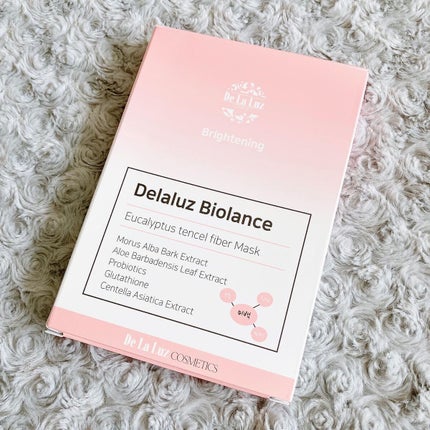 De La Luz
Brightening
Delaluz Biolance
Eucalyptus tencel fiber Mask
Morus Alba Bark Extract
Aloe Barbadensis Leaf Extract
Probiotics
Glutathione
Centella Asiatica Extract
De La Luz COSMETICS